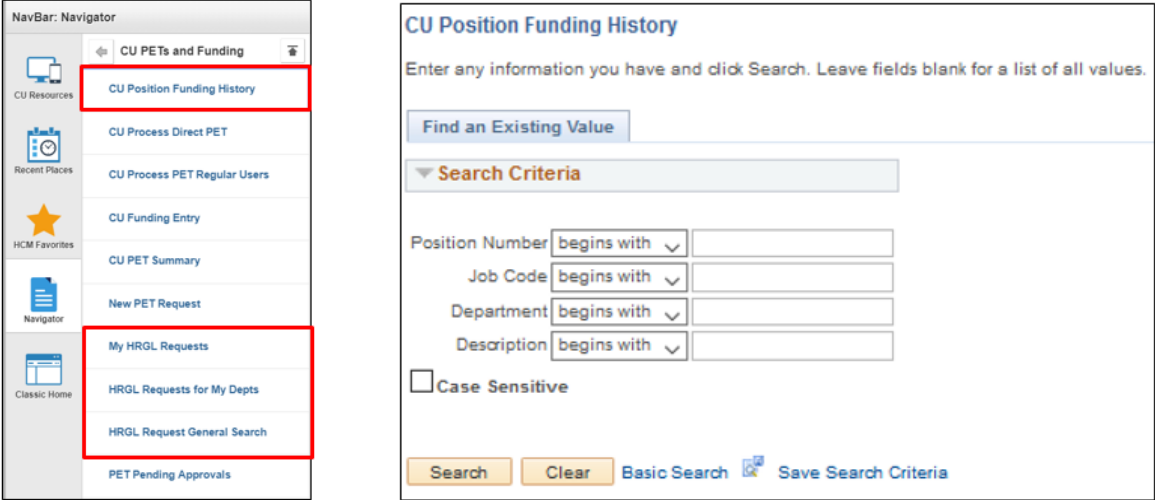 NavBar: Navigator
CU PETs and Funding
CU Resources
Recent Places
HCM Favorites
Navigator
Classic Home
CU Position Funding History
CU Process Direct PET
CU Process PET Regular Users
CU Funding Entry
CU PET Summary
New PET Request
My HRGL Requests
HRGL Requests for My Depts
HRGL Request General Search
PET Pending Approvals
CU Position Funding History
Enter any information you have and click Search. Leave fields blank for a list of all values.
Find an Existing Value
Search Criteria
Position Number begins with
Job Code begins with
Department begins with
Description begins with
Case Sensitive
Search Clear Basic Search Save Search Criteria